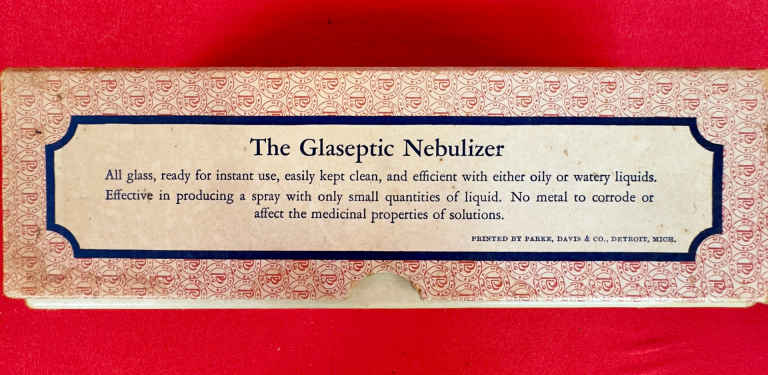 The Glaseptic Nebulizer
All glass, ready for instant use, easily kept clean, and efficient with either oily or watery liquids.
Effective in producing a spray with only small quantities of liquid. No metal to corrode or
affect the medicinal properties of solutions.
PRINTED BY PARKE, DAVIS & CO., DETROIT, MICH.